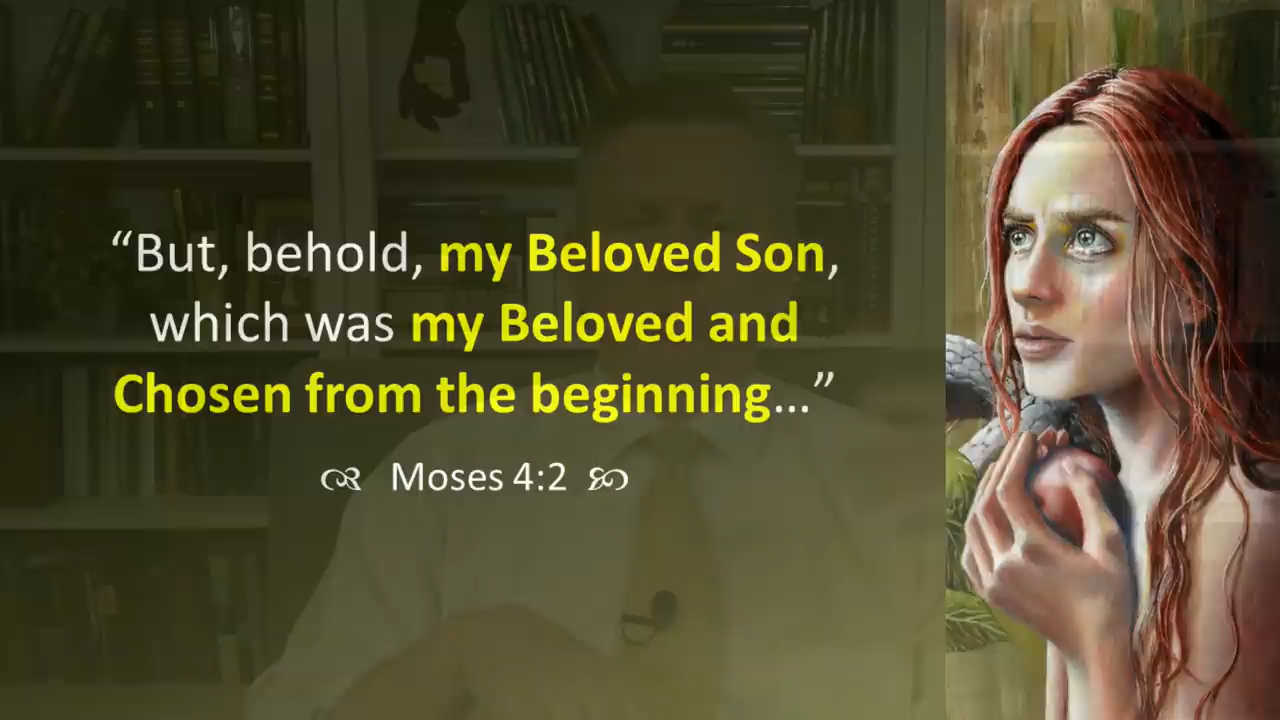 “But, behold, my Beloved Son,
which was my Beloved and
Chosen from the beginning…”
Moses 4:2